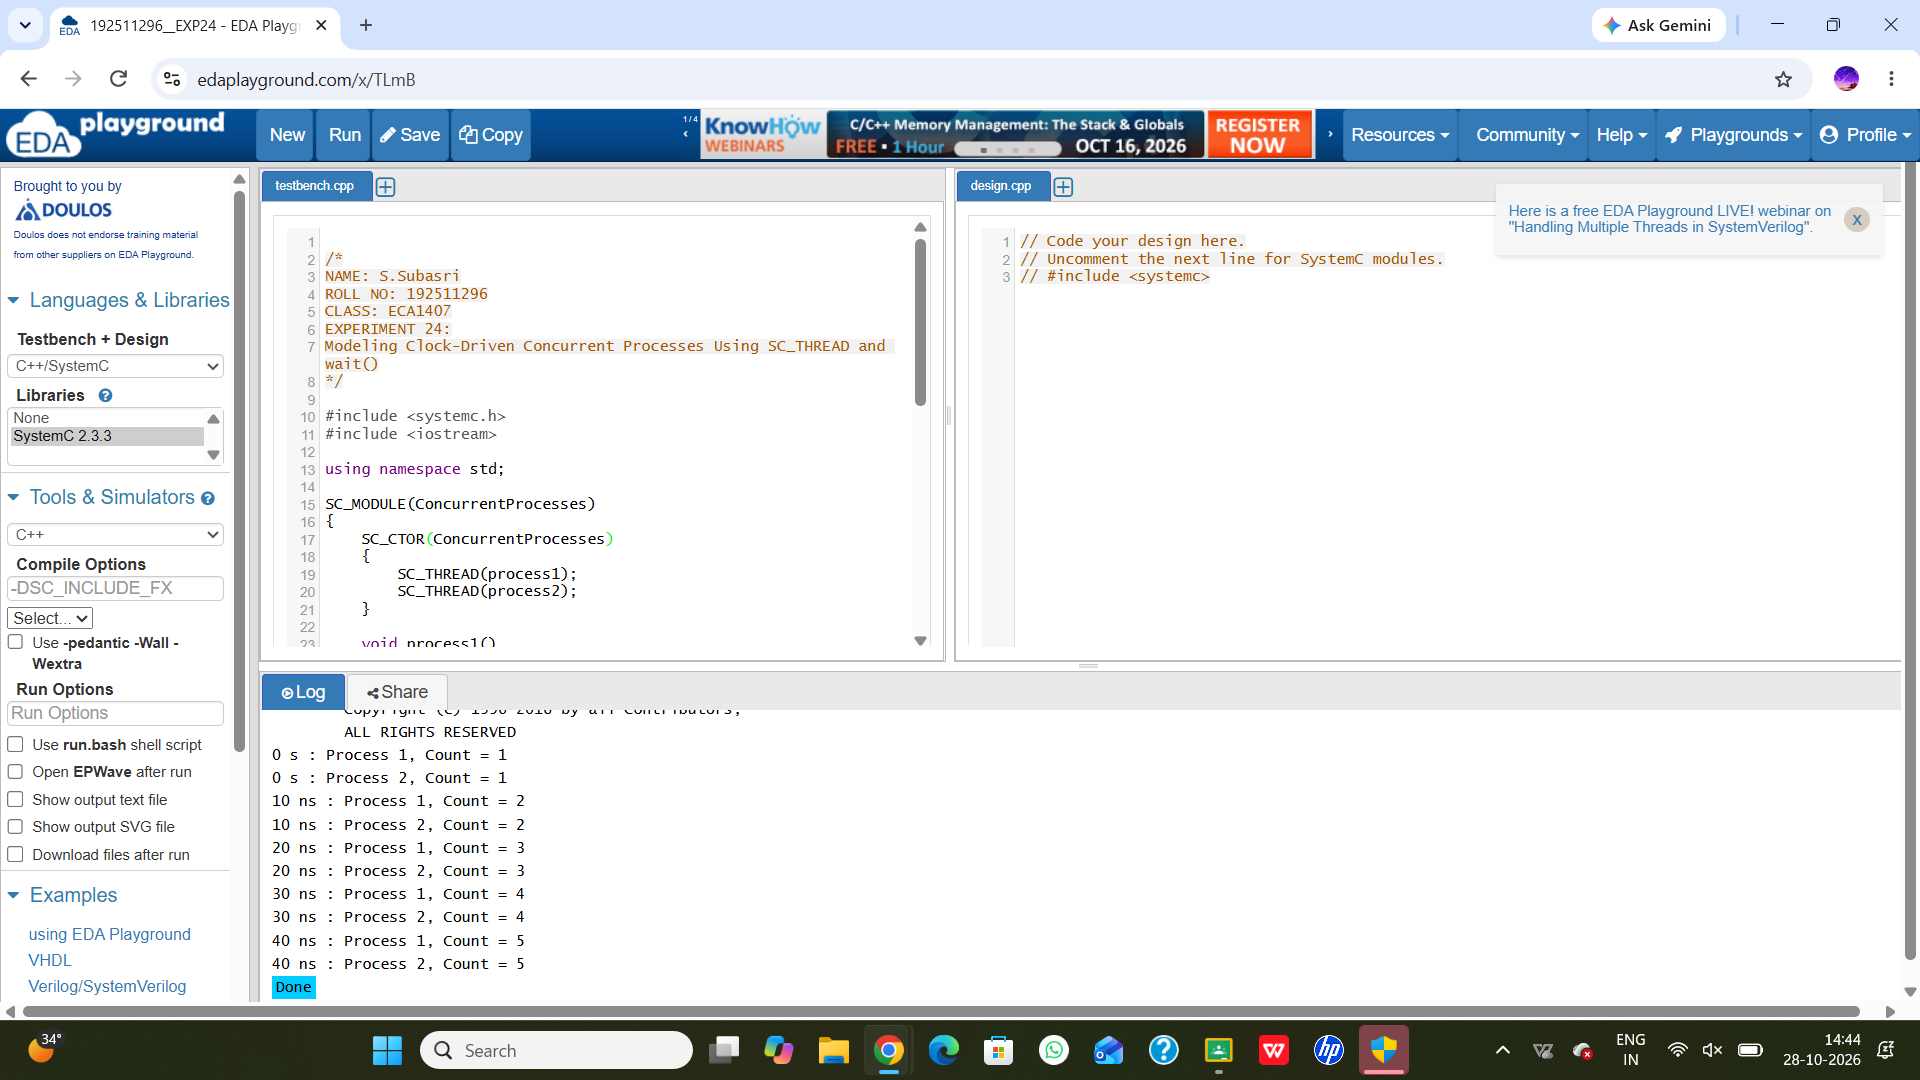 192511296__EXP24 - EDA Playg
Ask Gemini
edaplayground.com/x/TLmB
EDA playground
New
Run
Save
Copy
1/4
KnowHow
WEBINARS
C/C++ Memory Management: The Stack & Globals
FREE • 1 Hour
OCT 16, 2026
REGISTER
NOW
Resources
Community
Help
Playgrounds
Profile
Brought to you by
DOULOS
Doulos does not endorse training material
from other suppliers on EDA Playground.
Languages & Libraries
Testbench + Design
C++/SystemC
Libraries
None
SystemC 2.3.3
Tools & Simulators
C++
Compile Options
-DSC_INCLUDE_FX
Select...
Use -pedantic -Wall -
Wextra
Run Options
Run Options
Use run.bash shell script
Open EPWave after run
Show output text file
Show output SVG file
Download files after run
Examples
using EDA Playground
VHDL
Verilog/SystemVerilog
testbench.cpp
1
2 /*
3 NAME: S.Subasri
4 ROLL NO: 192511296
5 CLASS: ECA1407
6 EXPERIMENT 24:
7 Modeling Clock-Driven Concurrent Processes Using SC_THREAD and
wait()
8 */
9
10 #include <systemc.h>
11 #include <iostream>
12
13 using namespace std;
14
15 SC_MODULE(ConcurrentProcesses)
16 {
17 SC_CTOR(ConcurrentProcesses)
18 {
19 SC_THREAD(process1);
20 SC_THREAD(process2);
21 }
22
23 void process1()
design.cpp
1 // Code your design here.
2 // Uncomment the next line for SystemC modules.
3 // #include <systemc>
Here is a free EDA Playground LIVE! webinar on
"Handling Multiple Threads in SystemVerilog".
X
Log
Share
Copyright (c) 1996-2018 by all Contributors,
ALL RIGHTS RESERVED
0 s : Process 1, Count = 1
0 s : Process 2, Count = 1
10 ns : Process 1, Count = 2
10 ns : Process 2, Count = 2
20 ns : Process 1, Count = 3
20 ns : Process 2, Count = 3
30 ns : Process 1, Count = 4
30 ns : Process 2, Count = 4
40 ns : Process 1, Count = 5
40 ns : Process 2, Count = 5
Done
34°
Search
ENG
IN
14:44
28-10-2026